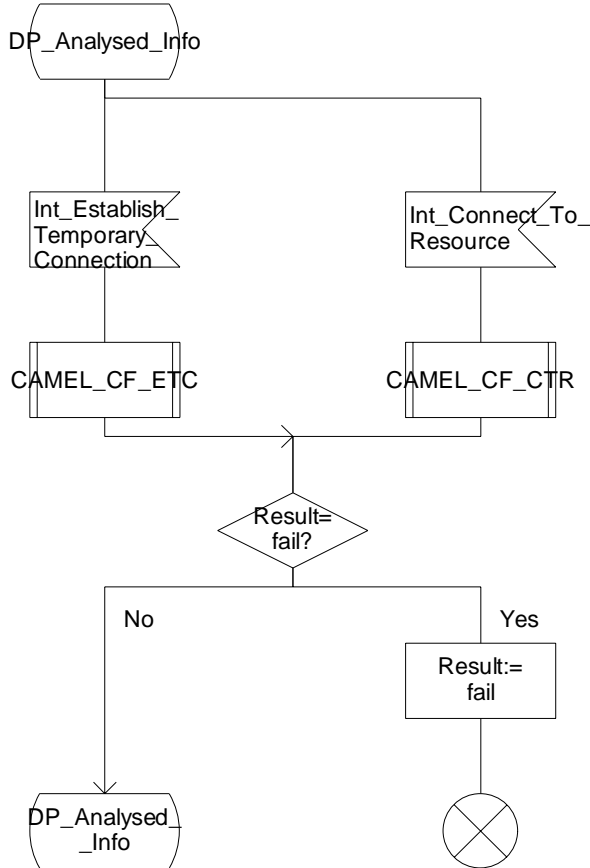 DP_Analysed_Info
Int_Establish_
Temporary_
Connection
Int_Connect_To_
Resource
CAMEL_CF_ETC
CAMEL_CF_CTR
Result=
fail?
No
Yes
Result:=
fail
DP_Analysed_
_Info